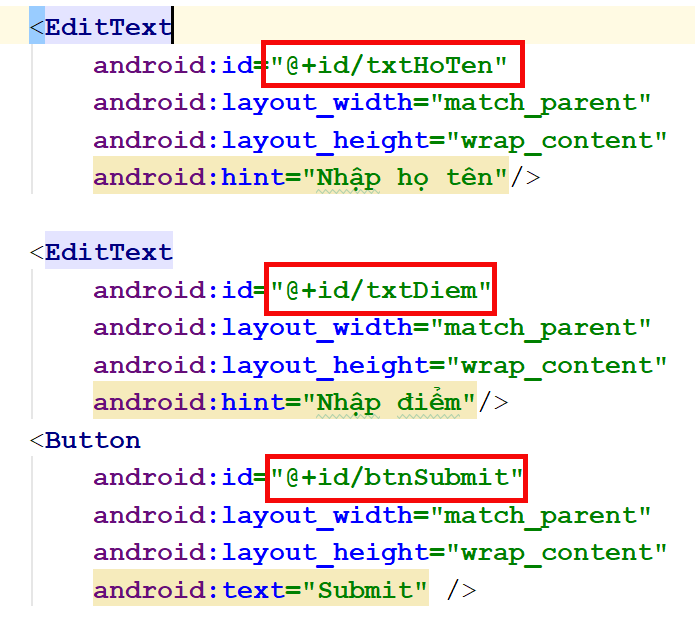 <EditText
android:id="@+id/txtHoTen"
android:layout_width="match_parent"
android:layout_height="wrap_content"
android:hint="Nhập họ tên"/>
<EditText
android:id="@+id/txtDiem"
android:layout_width="match_parent"
android:layout_height="wrap_content"
android:hint="Nhập điểm"/>
<Button
android:id="@+id/btnSubmit"
android:layout_width="match_parent"
android:layout_height="wrap_content"
android:text="Submit" />